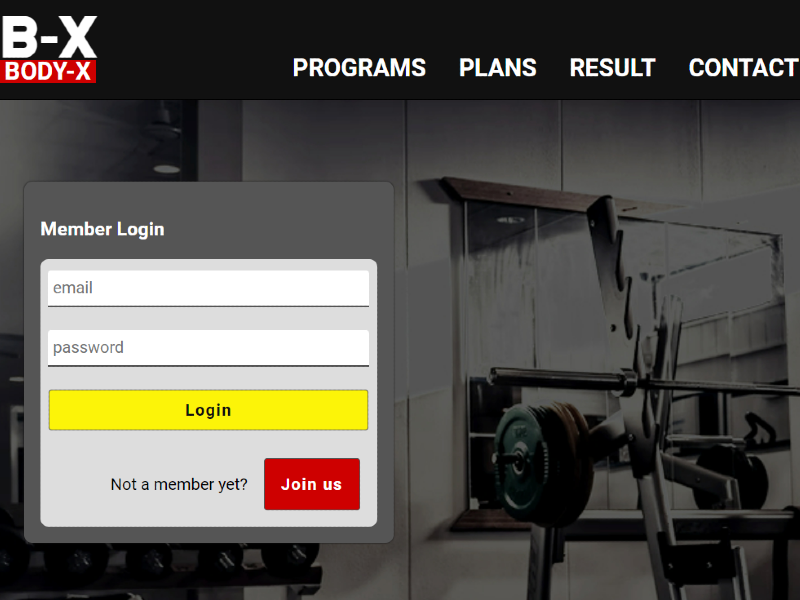 B-X
BODY-X
PROGRAMS PLANS RESULT CONTACT
Member Login
email
password
Login
Not a member yet? Join us